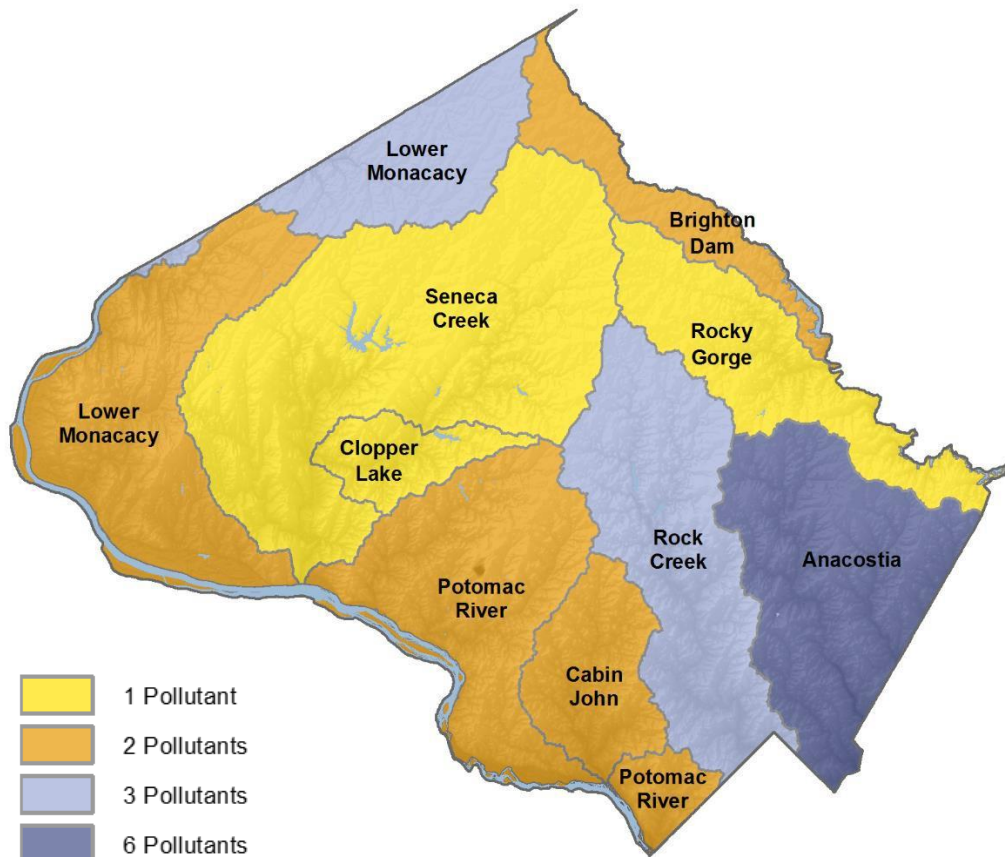 Lower
Monacacy
Brighton
Dam
Seneca
Creek
Rocky
Gorge
Lower
Monacacy
Clopper
Lake
Rock
Creek
Anacostia
Potomac
River
Cabin
John
Potomac
River
1 Pollutant
2 Pollutants
3 Pollutants
6 Pollutants